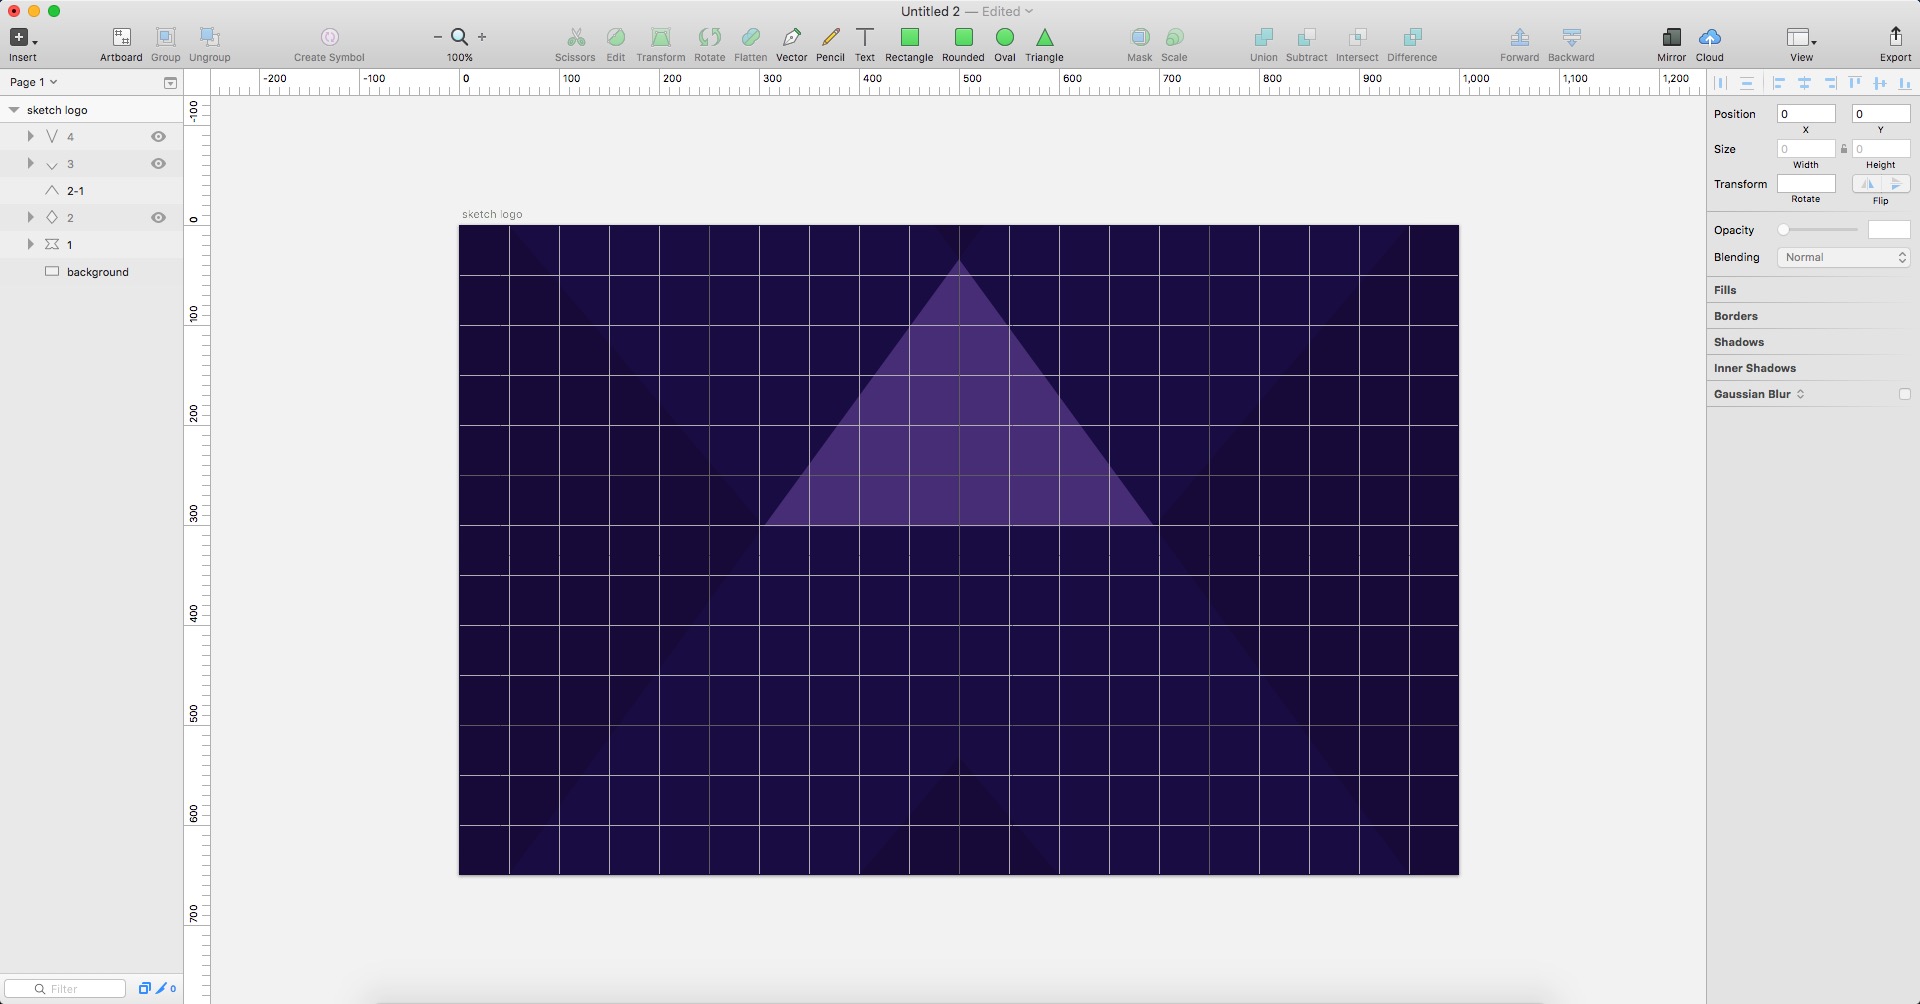 Untitled 2 — Edited
Insert
Artboard
Group
Ungroup
Create Symbol
100%
Scissors
Edit
Transform
Rotate
Flatten
Vector
Pencil
Text
Rectangle
Rounded
Oval
Triangle
Mask
Scale
Union
Subtract
Intersect
Difference
Forward
Backward
Mirror
Cloud
View
Export
Page 1
-200 -100 0 100 200 300 400 500 600 700 800 900 1,000 1,100 1,200
sketch logo
4
3
2-1
2
1
background
-100
0
100
200
300
400
500
600
700
sketch logo
Position 0 0
X Y
Size 0 0
Width Height
Transform
Rotate Flip
Opacity
Blending Normal
Fills
Borders
Shadows
Inner Shadows
Gaussian Blur
Filter 0